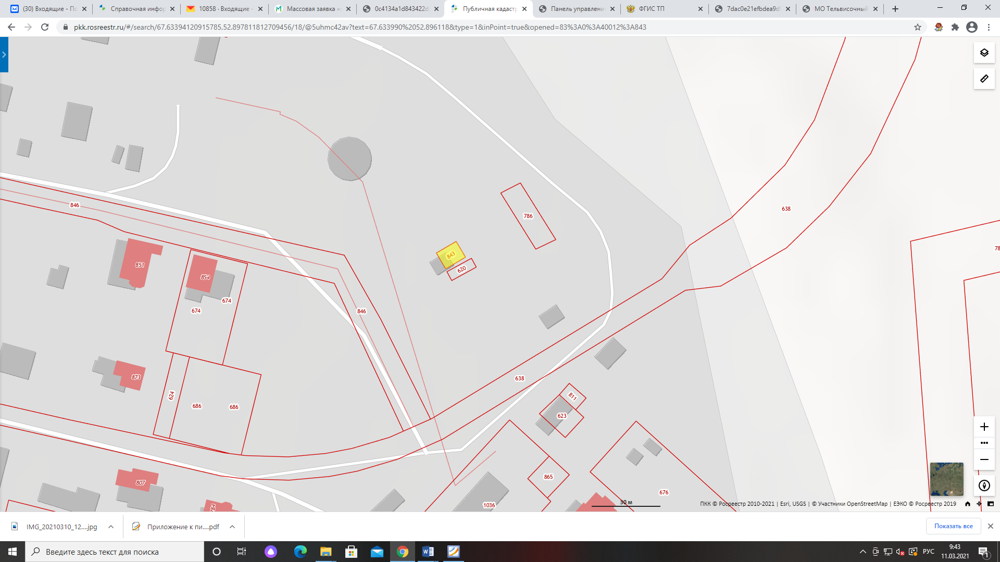 (30) Входящие - По
Справочная инфор
10858 · Входящие -
Массовая заявка «
0c4134a1d843422d
Публичная кадастр
Панель управлени
ФГИС ТП
7dac0e21efbdea9d
МО Тельвисочный
pkk.rosreestr.ru/#/search/67.63394120915785,52.897811812709456/18/@5uhmc42av?text=67.633990%2052.896118&type=1&inPoint=true&opened=83%3A0%3A40012%3A843
846
786
638
78
843
620
851
854
674
674
846
873
638
624
686
686
811
623
865
807
784
676
1036
30 м
ПКК © Росреестр 2010-2021 | Esri, USGS | © Участники OpenStreetMap | ЕЭКО © Росреестр 2019
IMG_20210310_12....jpg
Приложение к пи....pdf
Показать все
Введите здесь текст для поиска
РУС
9:43
11.03.2021
1